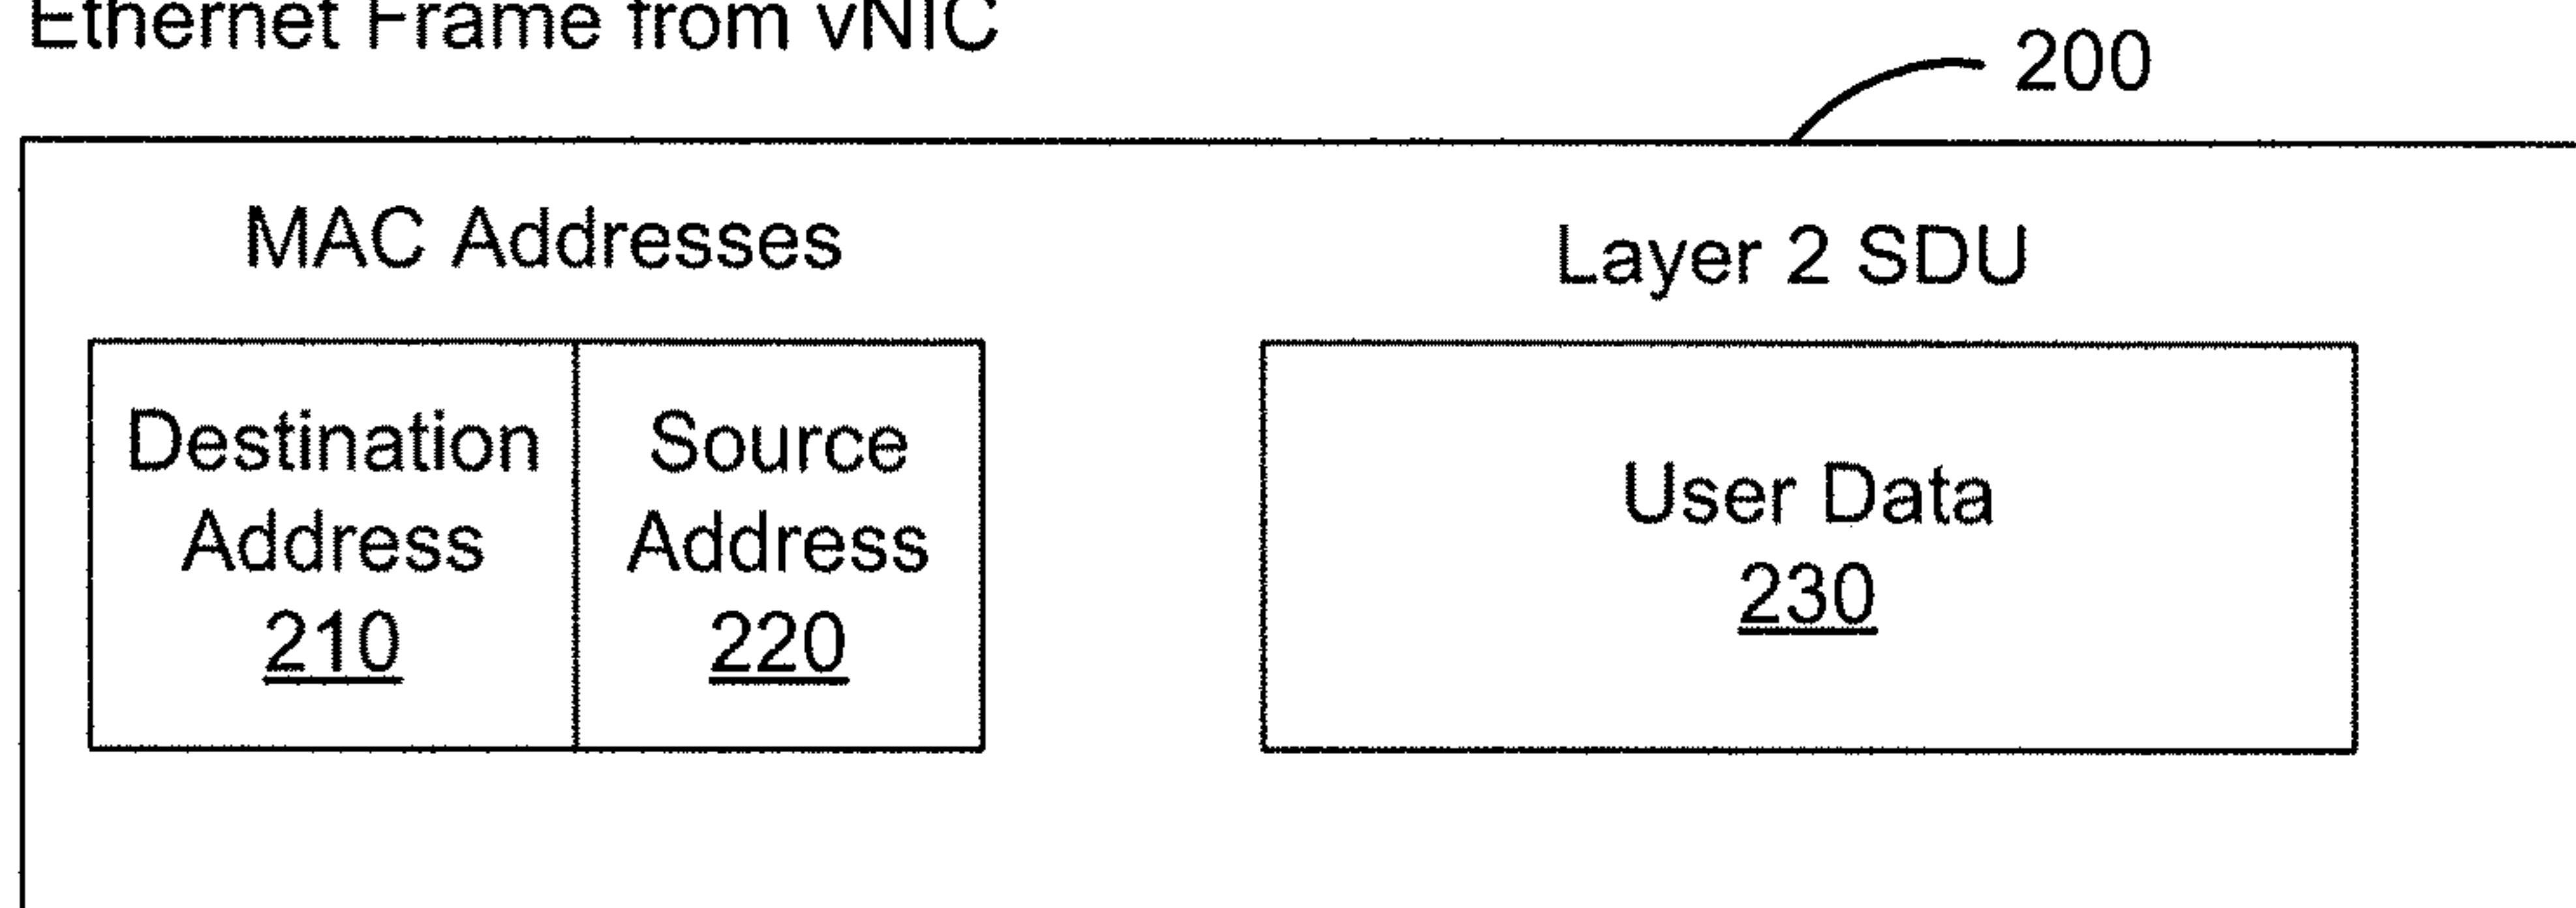 Ethernet Frame from vNIC
200
MAC Addresses
Layer 2 SDU
Destination
Address
210
Source
Address
220
User Data
230